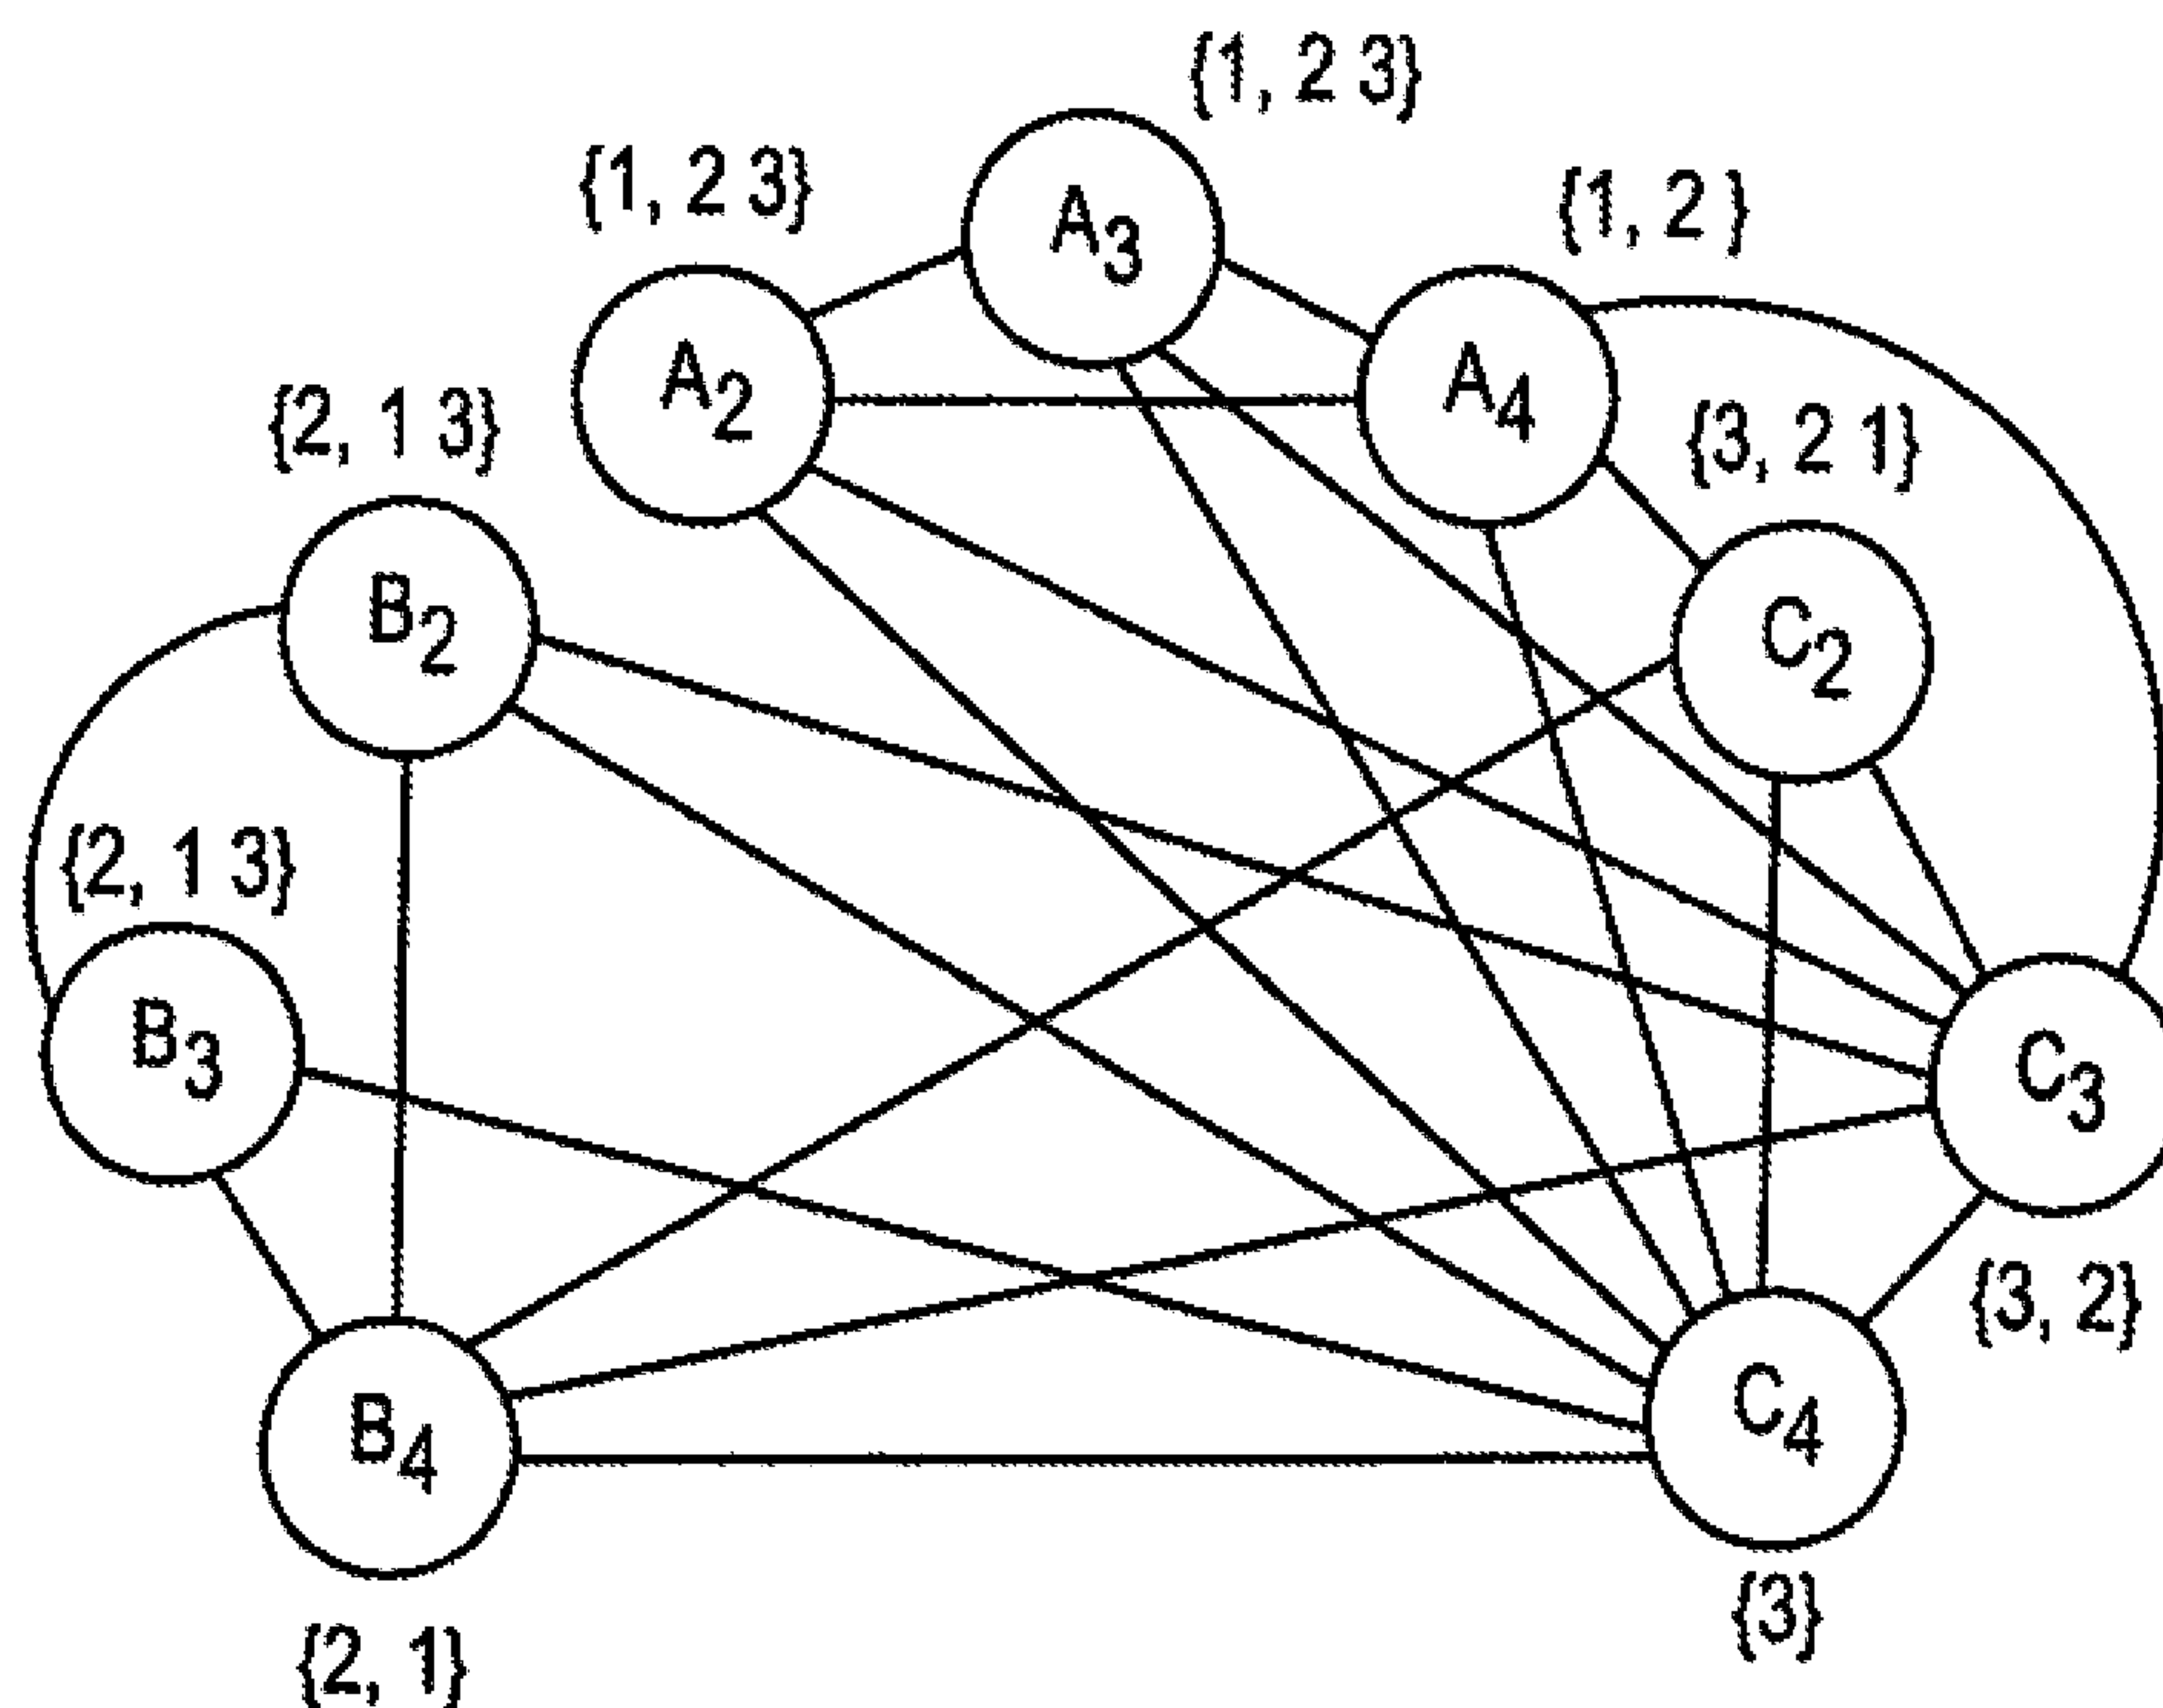 {1, 2 3}
A3
{1, 2 3}
A2
{1, 2 }
A4
{3, 2 1}
C2
{2, 1 3}
B2
{2, 1 3}
B3
C3
{3, 2}
B4
{2, 1}
C4
{3}